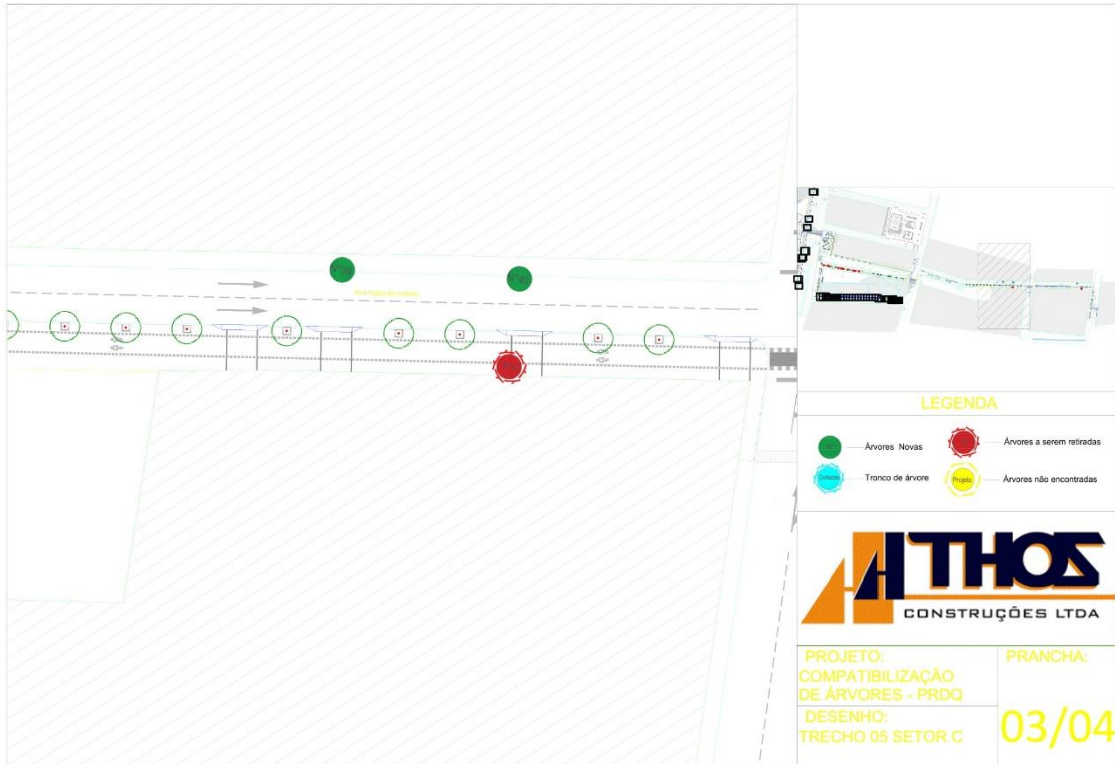 LEGENDA
Árvores Novas
Árvores a serem retiradas
Tronco de árvore
Projeto
Árvores não encontradas
ATHOS
CONSTRUÇÕES LTDA
PROJETO:
COMPATIBILIZAÇÃO
DE ÁRVORES - PRDQ
DESENHO:
TRECHO 05 SETOR C
PRANCHA:
03/04